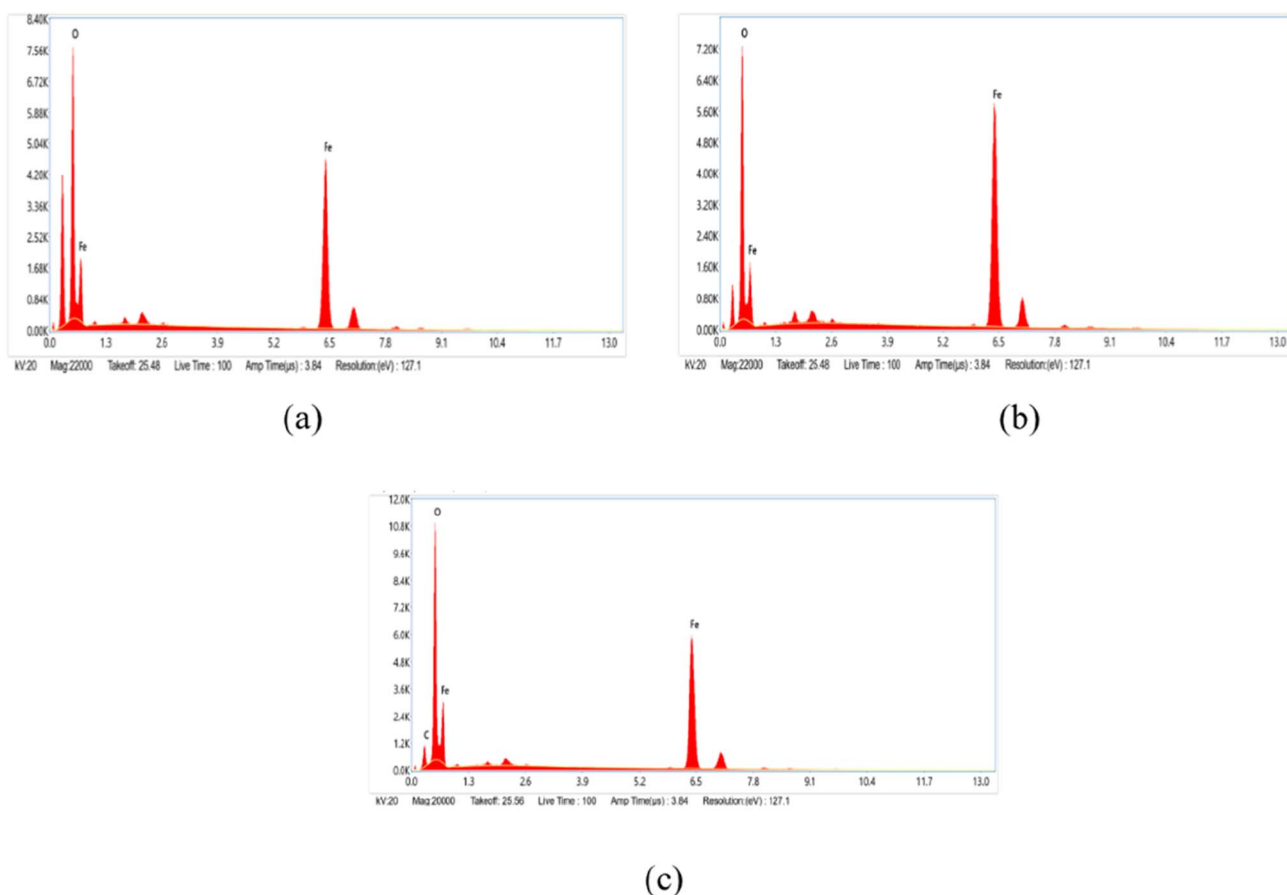 8.40K
7.56K
6.72K
5.88K
5.04K
4.20K
3.36K
2.52K
1.68K
0.84K
0.00K
O
Fe
Fe
0.0 1.3 2.6 3.9 5.2 6.5 7.8 9.1 10.4 11.7 13.0
kV:20 Mag:22000 Takeoff: 25.48 Live Time : 100 Amp Time(μs) : 3.84 Resolution:(eV) : 127.1
(a)
7.20K
6.40K
5.60K
4.80K
4.00K
3.20K
2.40K
1.60K
0.80K
0.00K
O
Fe
Fe
0.0 1.3 2.6 3.9 5.2 6.5 7.8 9.1 10.4 11.7 13.0
kV:20 Mag:22000 Takeoff: 25.48 Live Time : 100 Amp Time(μs) : 3.84 Resolution:(eV) : 127.1
(b)
12.0K
10.8K
9.6K
8.4K
7.2K
6.0K
4.8K
3.6K
2.4K
1.2K
0.0K
O
Fe
C
Fe
0.0 1.3 2.6 3.9 5.2 6.5 7.8 9.1 10.4 11.7 13.0
kV:20 Mag:20000 Takeoff: 25.56 Live Time : 100 Amp Time(μs) : 3.84 Resolution:(eV) : 127.1
(c)